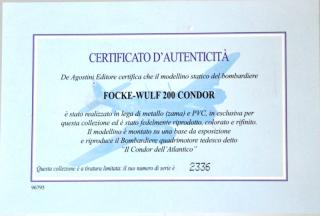 CERTIFICATO D'AUTENTICITÀ
De Agostini Editore certifica che il modellino statico del bombardiere
FOCKE-WULF 200 CONDOR
è stato realizzato in lega di metallo (zama) e PVC, in esclusiva per
questa collezione ed è stato fedelmente riprodotto, colorato e rifinito.
Il modellino è montato su una base da esposizione
e riproduce il Bombardiere quadrimotore tedesco detto
"Il Condor dell'Atlantico"
Questa collezione è a tiratura limitata: il suo numero di serie è 2336
96795